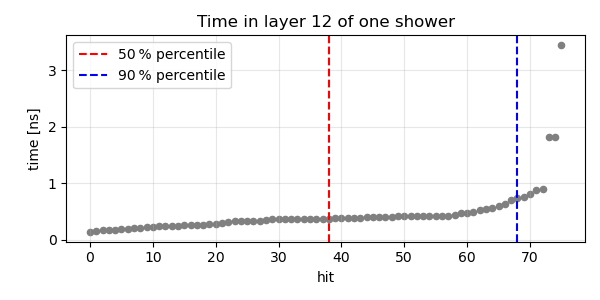 Time in layer 12 of one shower
50 % percentile
90 % percentile
time [ns]
3
2
1
0
0 10 20 30 40 50 60 70
hit